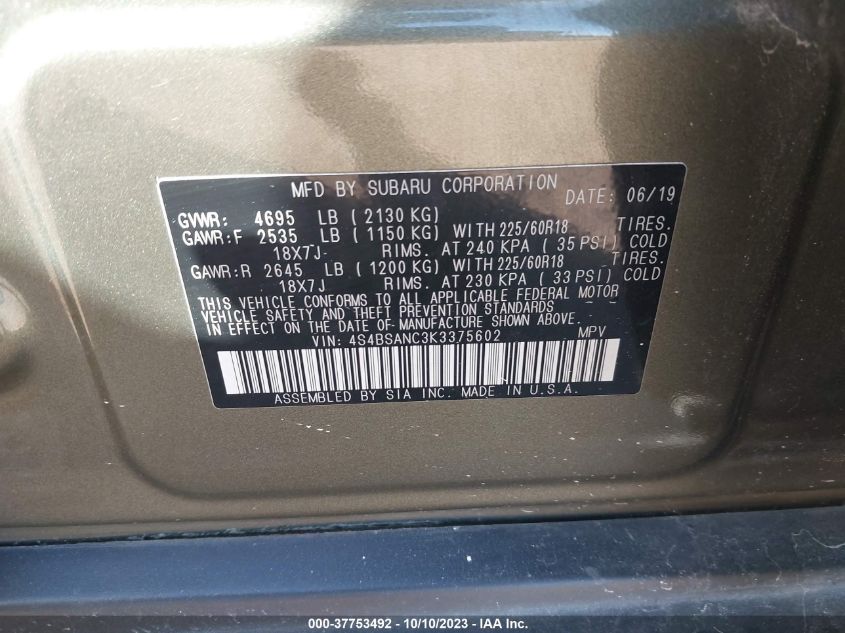 MFD BY SUBARU CORPORATION DATE: 06/19
GVWR: 4695 LB ( 2130 KG)
GAWR:F 2535 LB ( 1150 KG) WITH 225/60R18 TIRES.
18X7J RIMS. AT 240 KPA ( 35 PSI) COLD
GAWR:R 2645 LB ( 1200 KG) WITH 225/60R18 TIRES.
18X7J RIMS. AT 230 KPA ( 33 PSI) COLD
THIS VEHICLE CONFORMS TO ALL APPLICABLE FEDERAL MOTOR
VEHICLE SAFETY AND THEFT PREVENTION STANDARDS
IN EFFECT ON THE DATE OF MANUFACTURE SHOWN ABOVE.
VIN: 4S4BSANC3K3375602 MPV
ASSEMBLED BY SIA INC. MADE IN U.S.A.
000-37753492 - 10/10/2023 - IAA Inc.